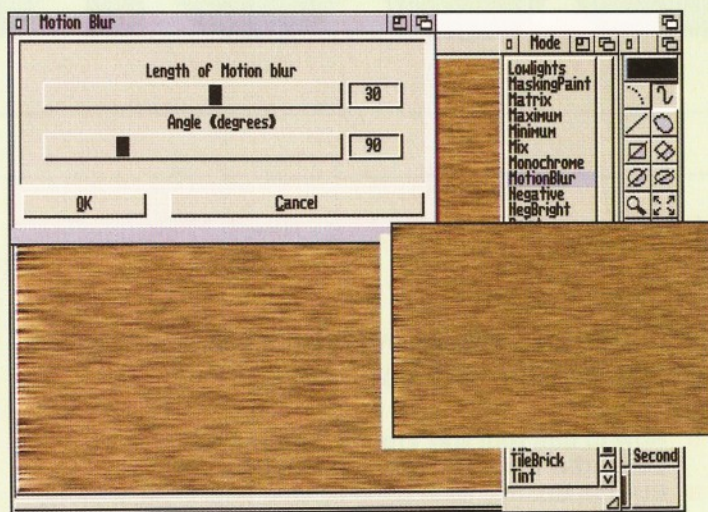 Motion Blur
Length of Motion blur
30
Angle (degrees)
90
OK
Cancel
Mode
Lowlights
MaskingPaint
Matrix
Maximum
Minimum
Mix
Monochrome
MotionBlur
Negative
NegBright
TileBrick
Tint
Second